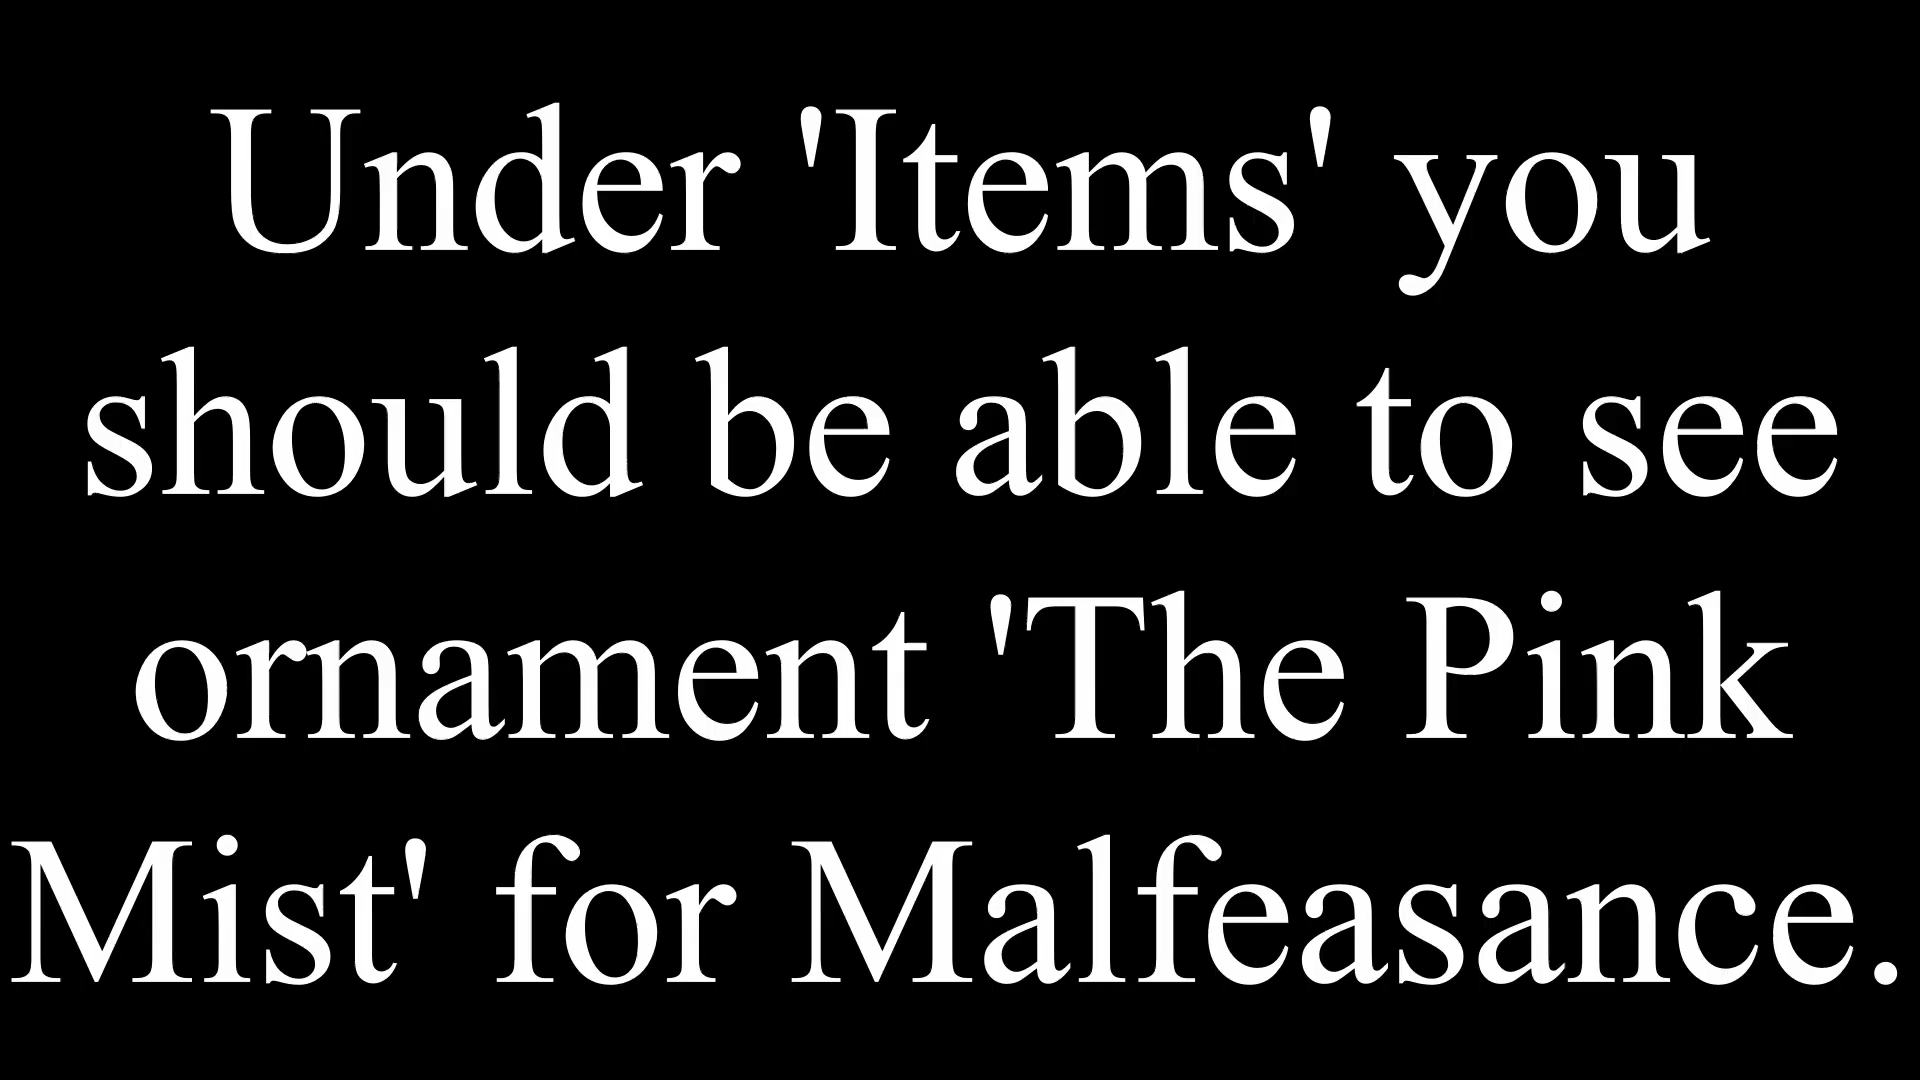 Under 'Items' you
should be able to see
ornament 'The Pink
Mist' for Malfeasance.